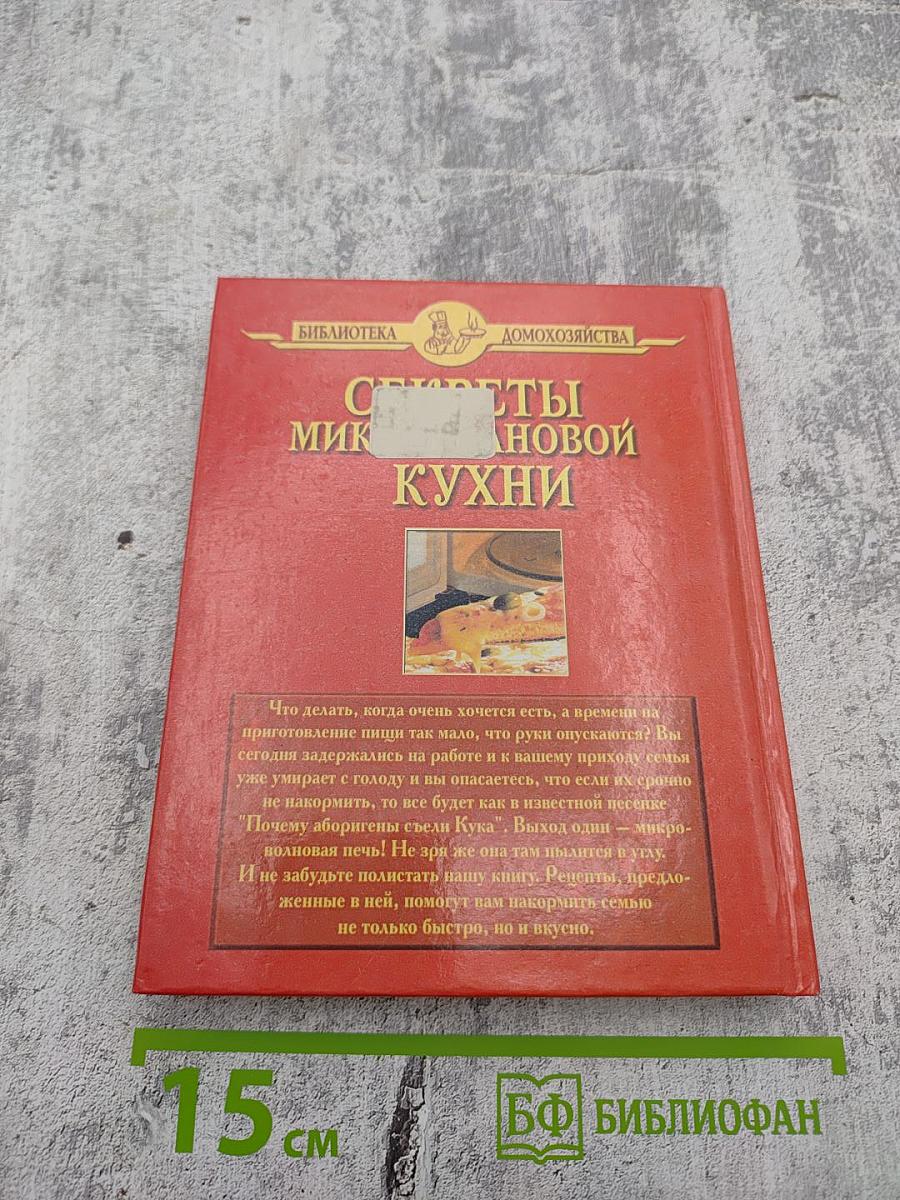 БИБЛИОТЕКА ДОМОХОЗЯЙСТВА
СЕКРЕТЫ
КУХНИ
Что делать, когда очень хочется есть, а времени на
приготовление пищи так мало, что руки опускаются? Вы
сегодня задержались на работе и к вашему приходу семья
уже умирает с голоду и вы опасаетесь, что если их срочно
не накормить, то все будет как в известной песенке
"Почему аборигены съели Кука". Выход один — микро-
волновая печь! Не зря же она там пылится в углу.
И не забудьте полистать нашу книгу. Рецепты, предло-
женные в ней, помогут вам накормить семью
не только быстро, но и вкусно.
15 см
БФ БИБЛИОФАН